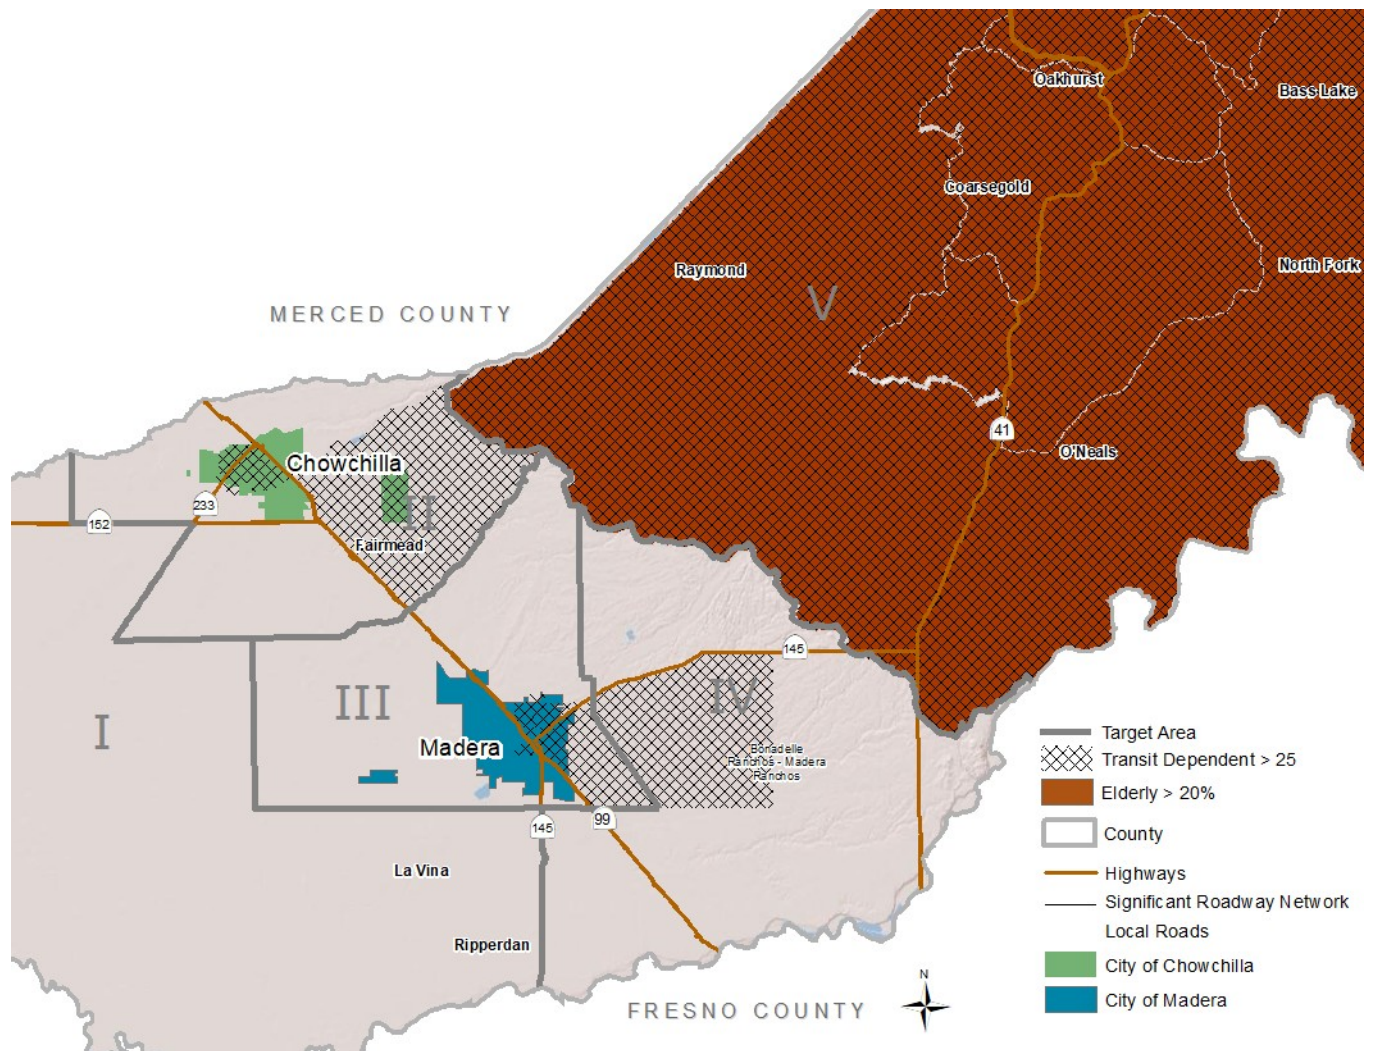 Oakhurst
Bass Lake
Coarsegold
Raymond
V
North Fork
MERCED COUNTY
41
O'Neals
Chowchilla
233
152
II
Fairmead
145
III
IV
I
Madera
Bonadelle
Ranchos - Madera
Ranchos
145
99
La Vina
Ripperdan
FRESNO COUNTY
N
Target Area
Transit Dependent > 25
Elderly > 20%
County
Highways
Significant Roadway Network
Local Roads
City of Chowchilla
City of Madera